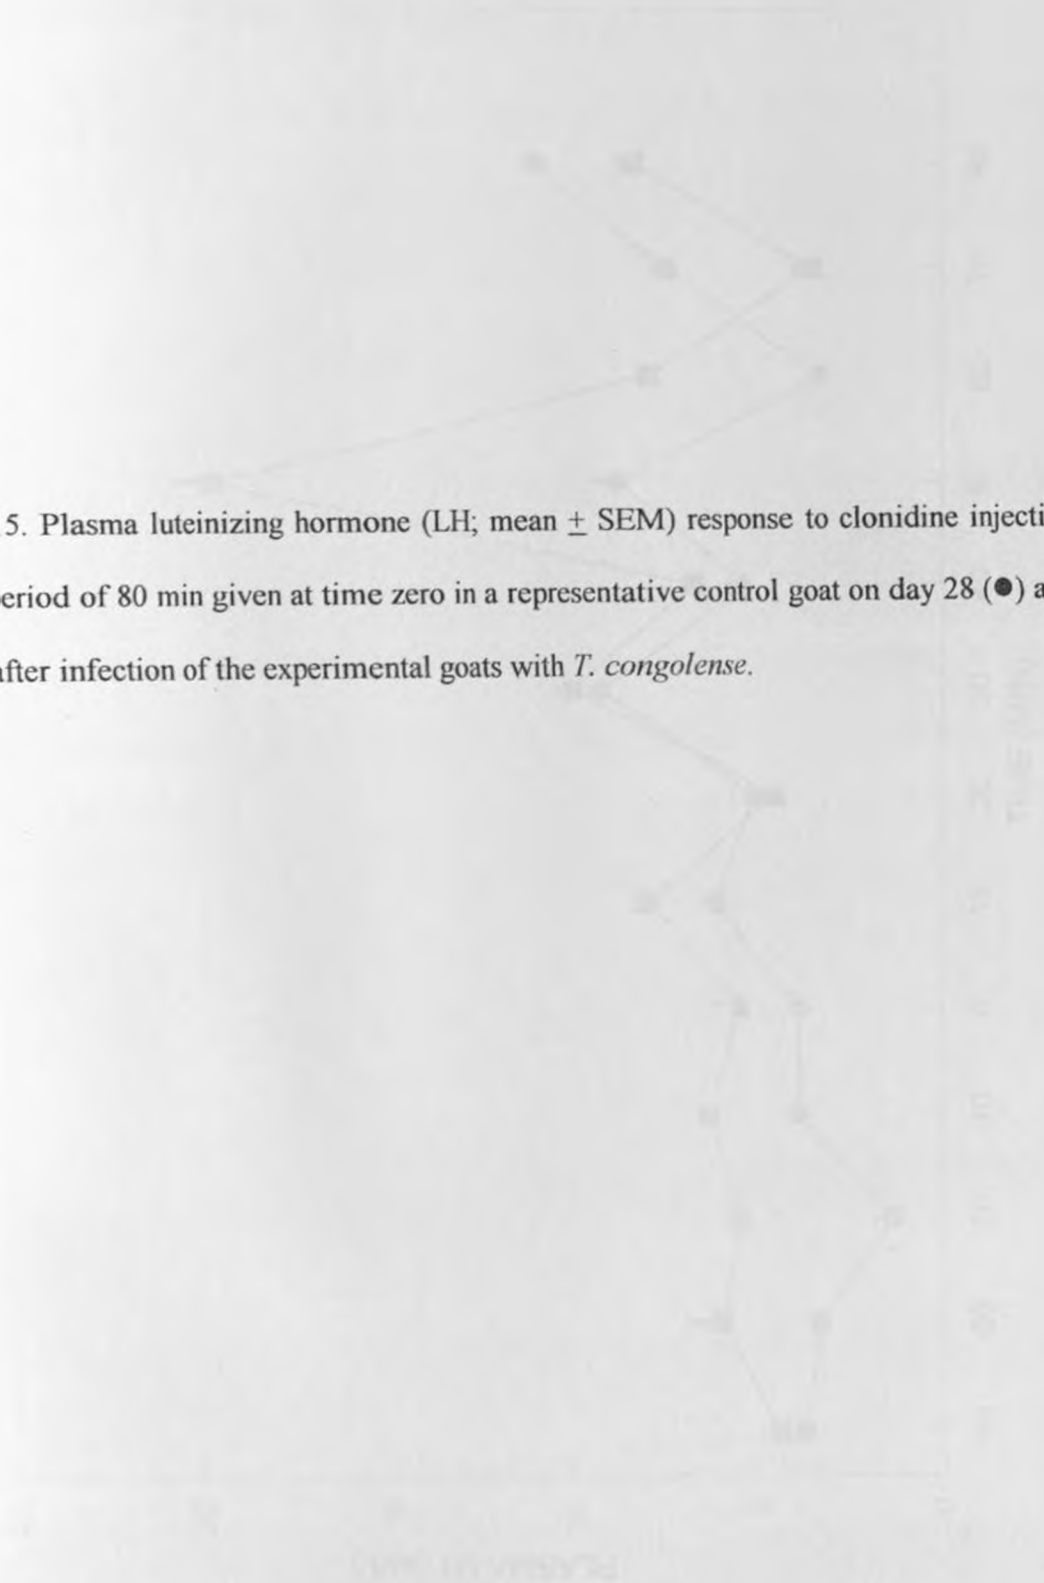 5. Plasma luteinizing hormone (LH; mean ± SEM) response to clonidine injecti
eriod of 80 min given at time zero in a representative control goat on day 28 (●) a
fter infection of the experimental goats with T. congolense.